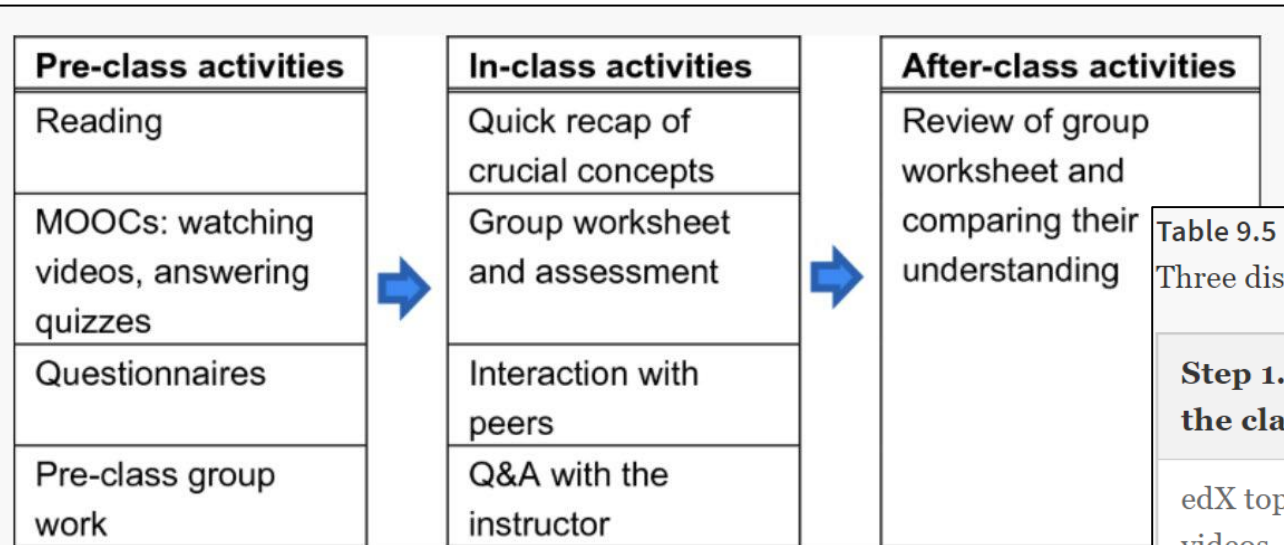 Pre-class activities
Reading
MOOCs: watching
videos, answering
quizzes
Questionnaires
Pre-class group
work
In-class activities
Quick recap of
crucial concepts
Group worksheet
and assessment
Interaction with
peers
Q&A with the
instructor
After-class activities
Review of group
worksheet and
comparing their
understanding
Table 9.5
Three dis
Step 1.
the cla
edX top
videos